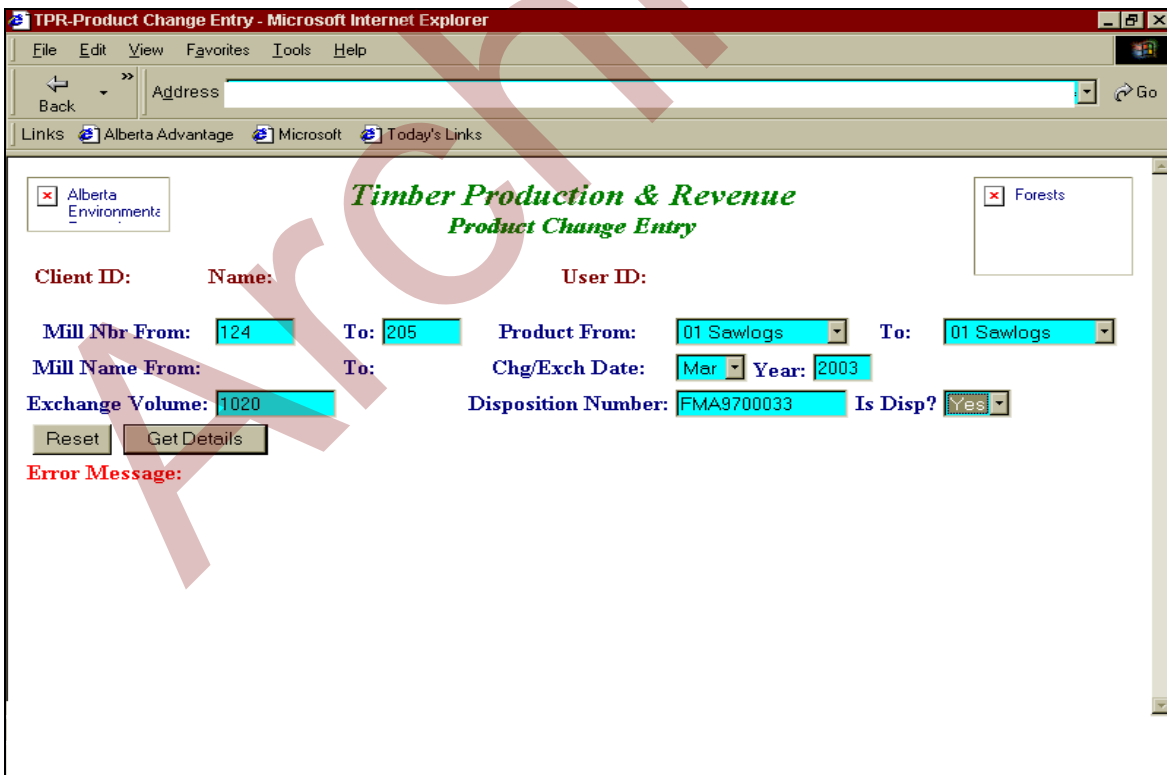 TPR-Product Change Entry - Microsoft Internet Explorer
File Edit View Favorites Tools Help
Back » Address Go
Links Alberta Advantage Microsoft Today's Links
Alberta
Environmenta
Timber Production & Revenue
Product Change Entry
Forests
Client ID: Name: User ID:
Mill Nbr From: 124 To: 205 Product From: 01 Sawlogs To: 01 Sawlogs
Mill Name From: To: Chg/Exch Date: Mar Year: 2003
Exchange Volume: 1020 Disposition Number: FMA9700033 Is Disp? Yes
Reset Get Details
Error Message: